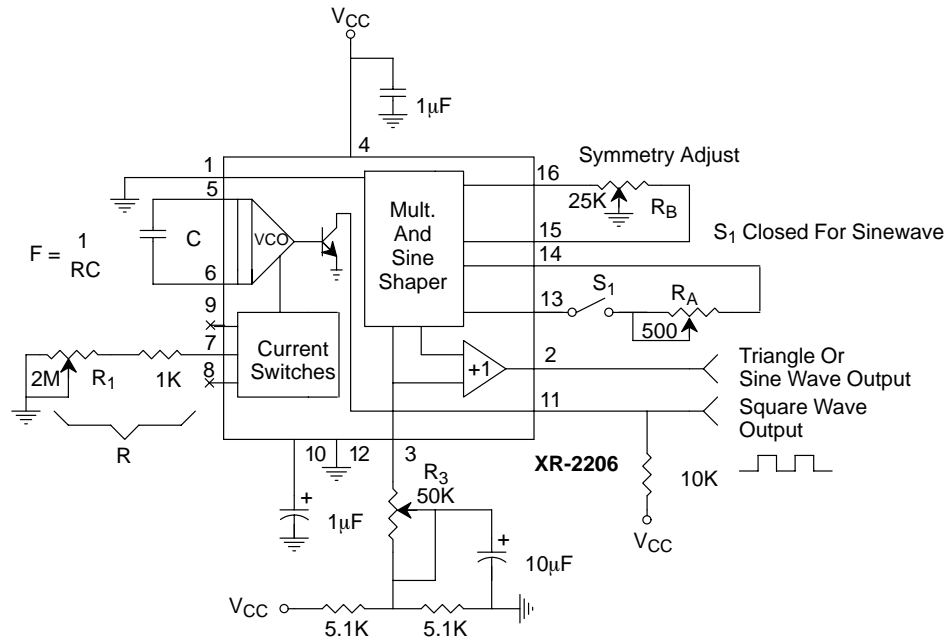 VCC
1μF
4
1
16
Symmetry Adjust
5
25K
RB
Mult.
And
Sine
Shaper
15
C
VCO
S1 Closed For Sinewave
F = 1
RC
14
6
S1
RA
13
9
500
7
Current
Switches
2
Triangle Or
Sine Wave Output
+1
2M
R1
1K
8
11
Square Wave
Output
R
10
12
3
XR-2206
R3
50K
10K
+
1μF
+
10μF
VCC
VCC
5.1K
5.1K